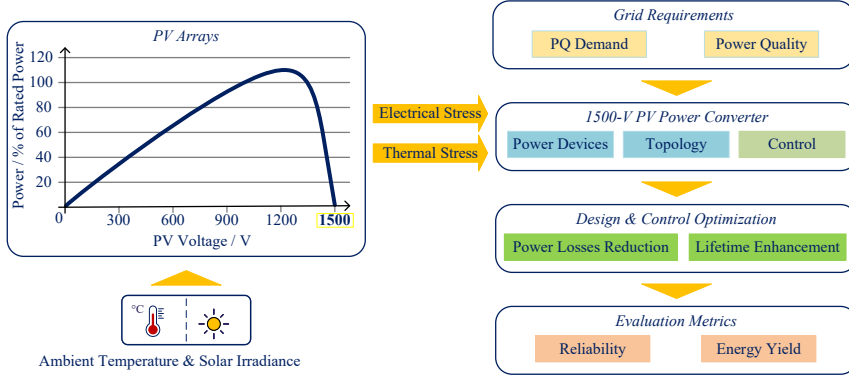 PV Arrays
Power / % of Rated Power
120
100
80
60
40
20
0
300
600
900
1200
1500
PV Voltage / V
°C
Ambient Temperature & Solar Irradiance
Electrical Stress
Thermal Stress
Grid Requirements
PQ Demand
Power Quality
1500-V PV Power Converter
Power Devices
Topology
Control
Design & Control Optimization
Power Losses Reduction
Lifetime Enhancement
Evaluation Metrics
Reliability
Energy Yield